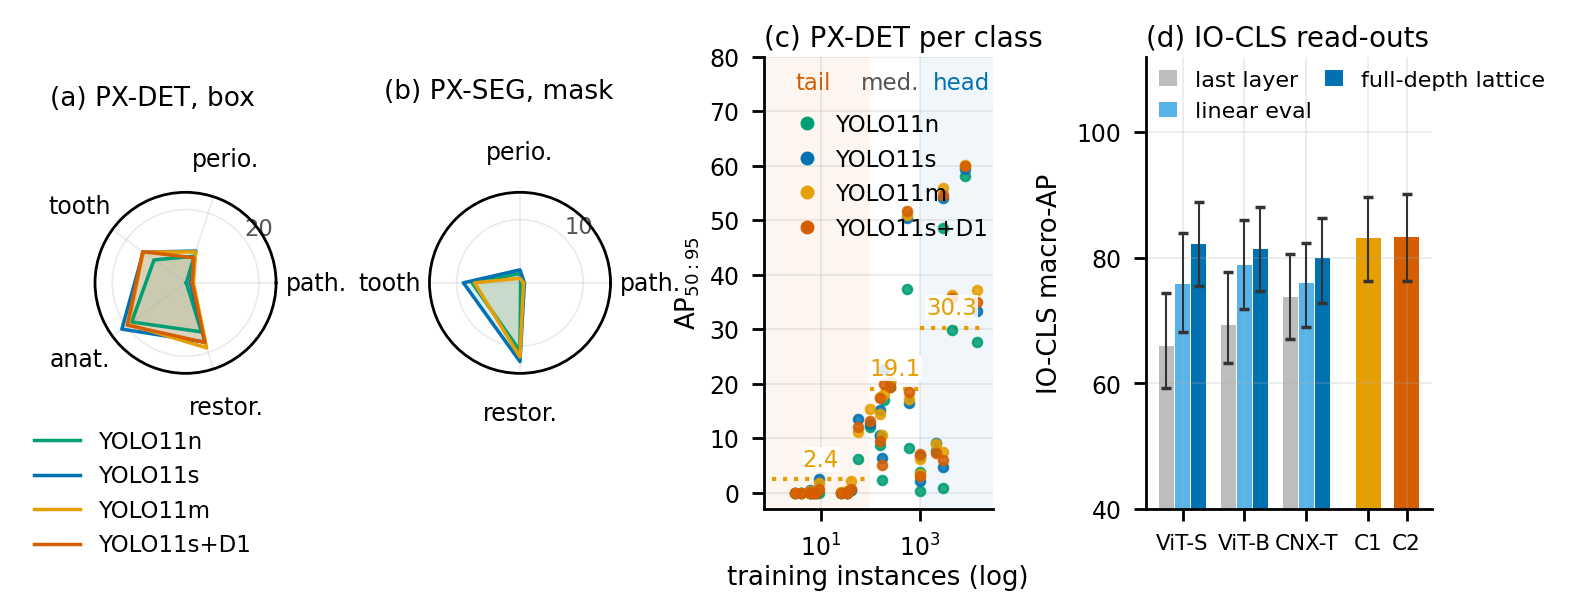 (a) PX-DET, box
perio.
tooth
20
path.
anat.
restor.
YOLO11n
YOLO11s
YOLO11m
YOLO11s+D1
(b) PX-SEG, mask
perio.
10
tooth
path.
restor.
(c) PX-DET per class
80
70
60
50
40
30
20
10
0
AP50:95
tail
med.
head
YOLO11n
YOLO11s
YOLO11m
YOLO11s+D1
30.3
19.1
2.4
10^1
10^3
training instances (log)
(d) IO-CLS read-outs
last layer
full-depth lattice
linear eval
100
80
60
40
IO-CLS macro-AP
ViT-S
ViT-B
CNX-T
C1
C2